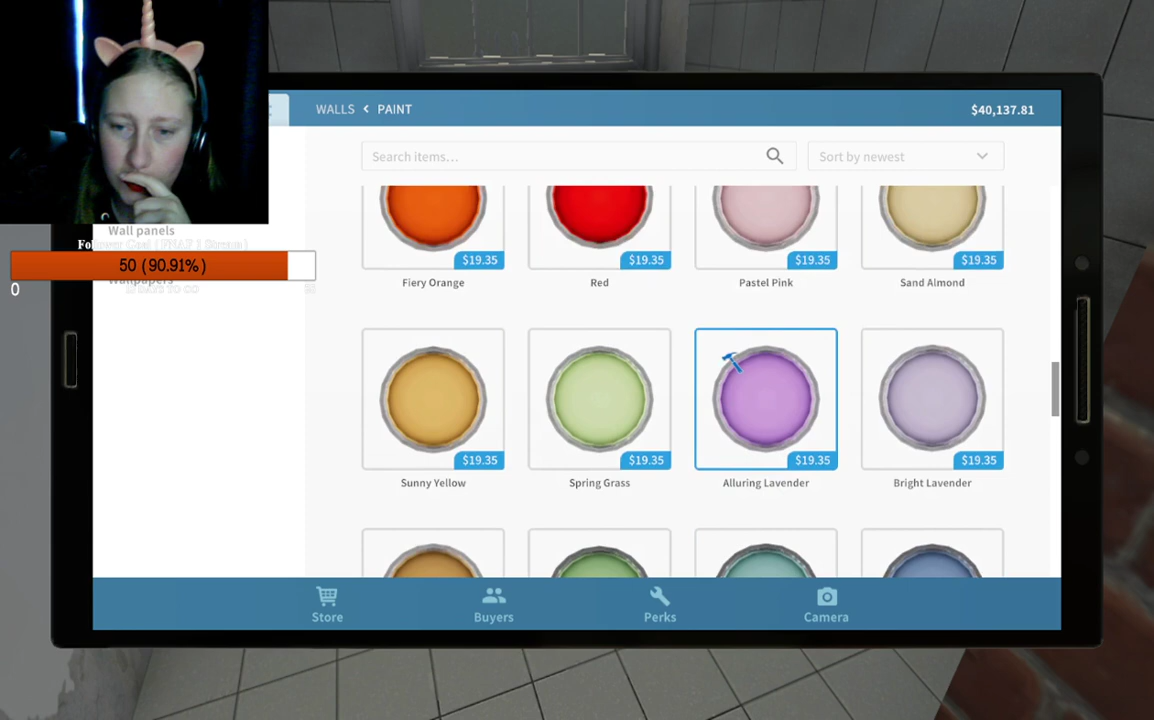 WALLS < PAINT
$40,137.81
Search items...
Sort by newest
Wall panels
50 (90.91%)
0
$19.35
$19.35
$19.35
$19.35
Fiery Orange
Red
Pastel Pink
Sand Almond
$19.35
$19.35
$19.35
$19.35
Sunny Yellow
Spring Grass
Alluring Lavender
Bright Lavender
Store
Buyers
Perks
Camera